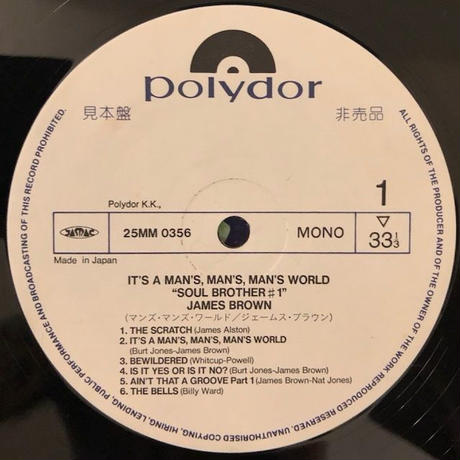 polydor
見本盤 非売品
1
Polydor K.K.,
JASRAC 25MM 0356 MONO 33 1/3
Made in Japan
IT'S A MAN'S, MAN'S, MAN'S WORLD
"SOUL BROTHER #1"
JAMES BROWN
(マンズ・マンズ・ワールド/ジェームス・ブラウン)
1. THE SCRATCH (James Alston)
2. IT'S A MAN'S, MAN'S, MAN'S WORLD
(Burt Jones-James Brown)
3. BEWILDERED (Whitcup-Powell)
4. IS IT YES OR IS IT NO? (Burt Jones-James Brown)
5. AIN'T THAT A GROOVE Part 1 (James Brown-Nat Jones)
6. THE BELLS (Billy Ward)
ALL RIGHTS OF THE PRODUCER AND OF THE OWNER OF THE WORK REPRODUCED RESERVED. UNAUTHORISED COPYING, HIRING, LENDING, PUBLIC PERFORMANCE AND BROADCASTING OF THIS RECORD PROHIBITED.